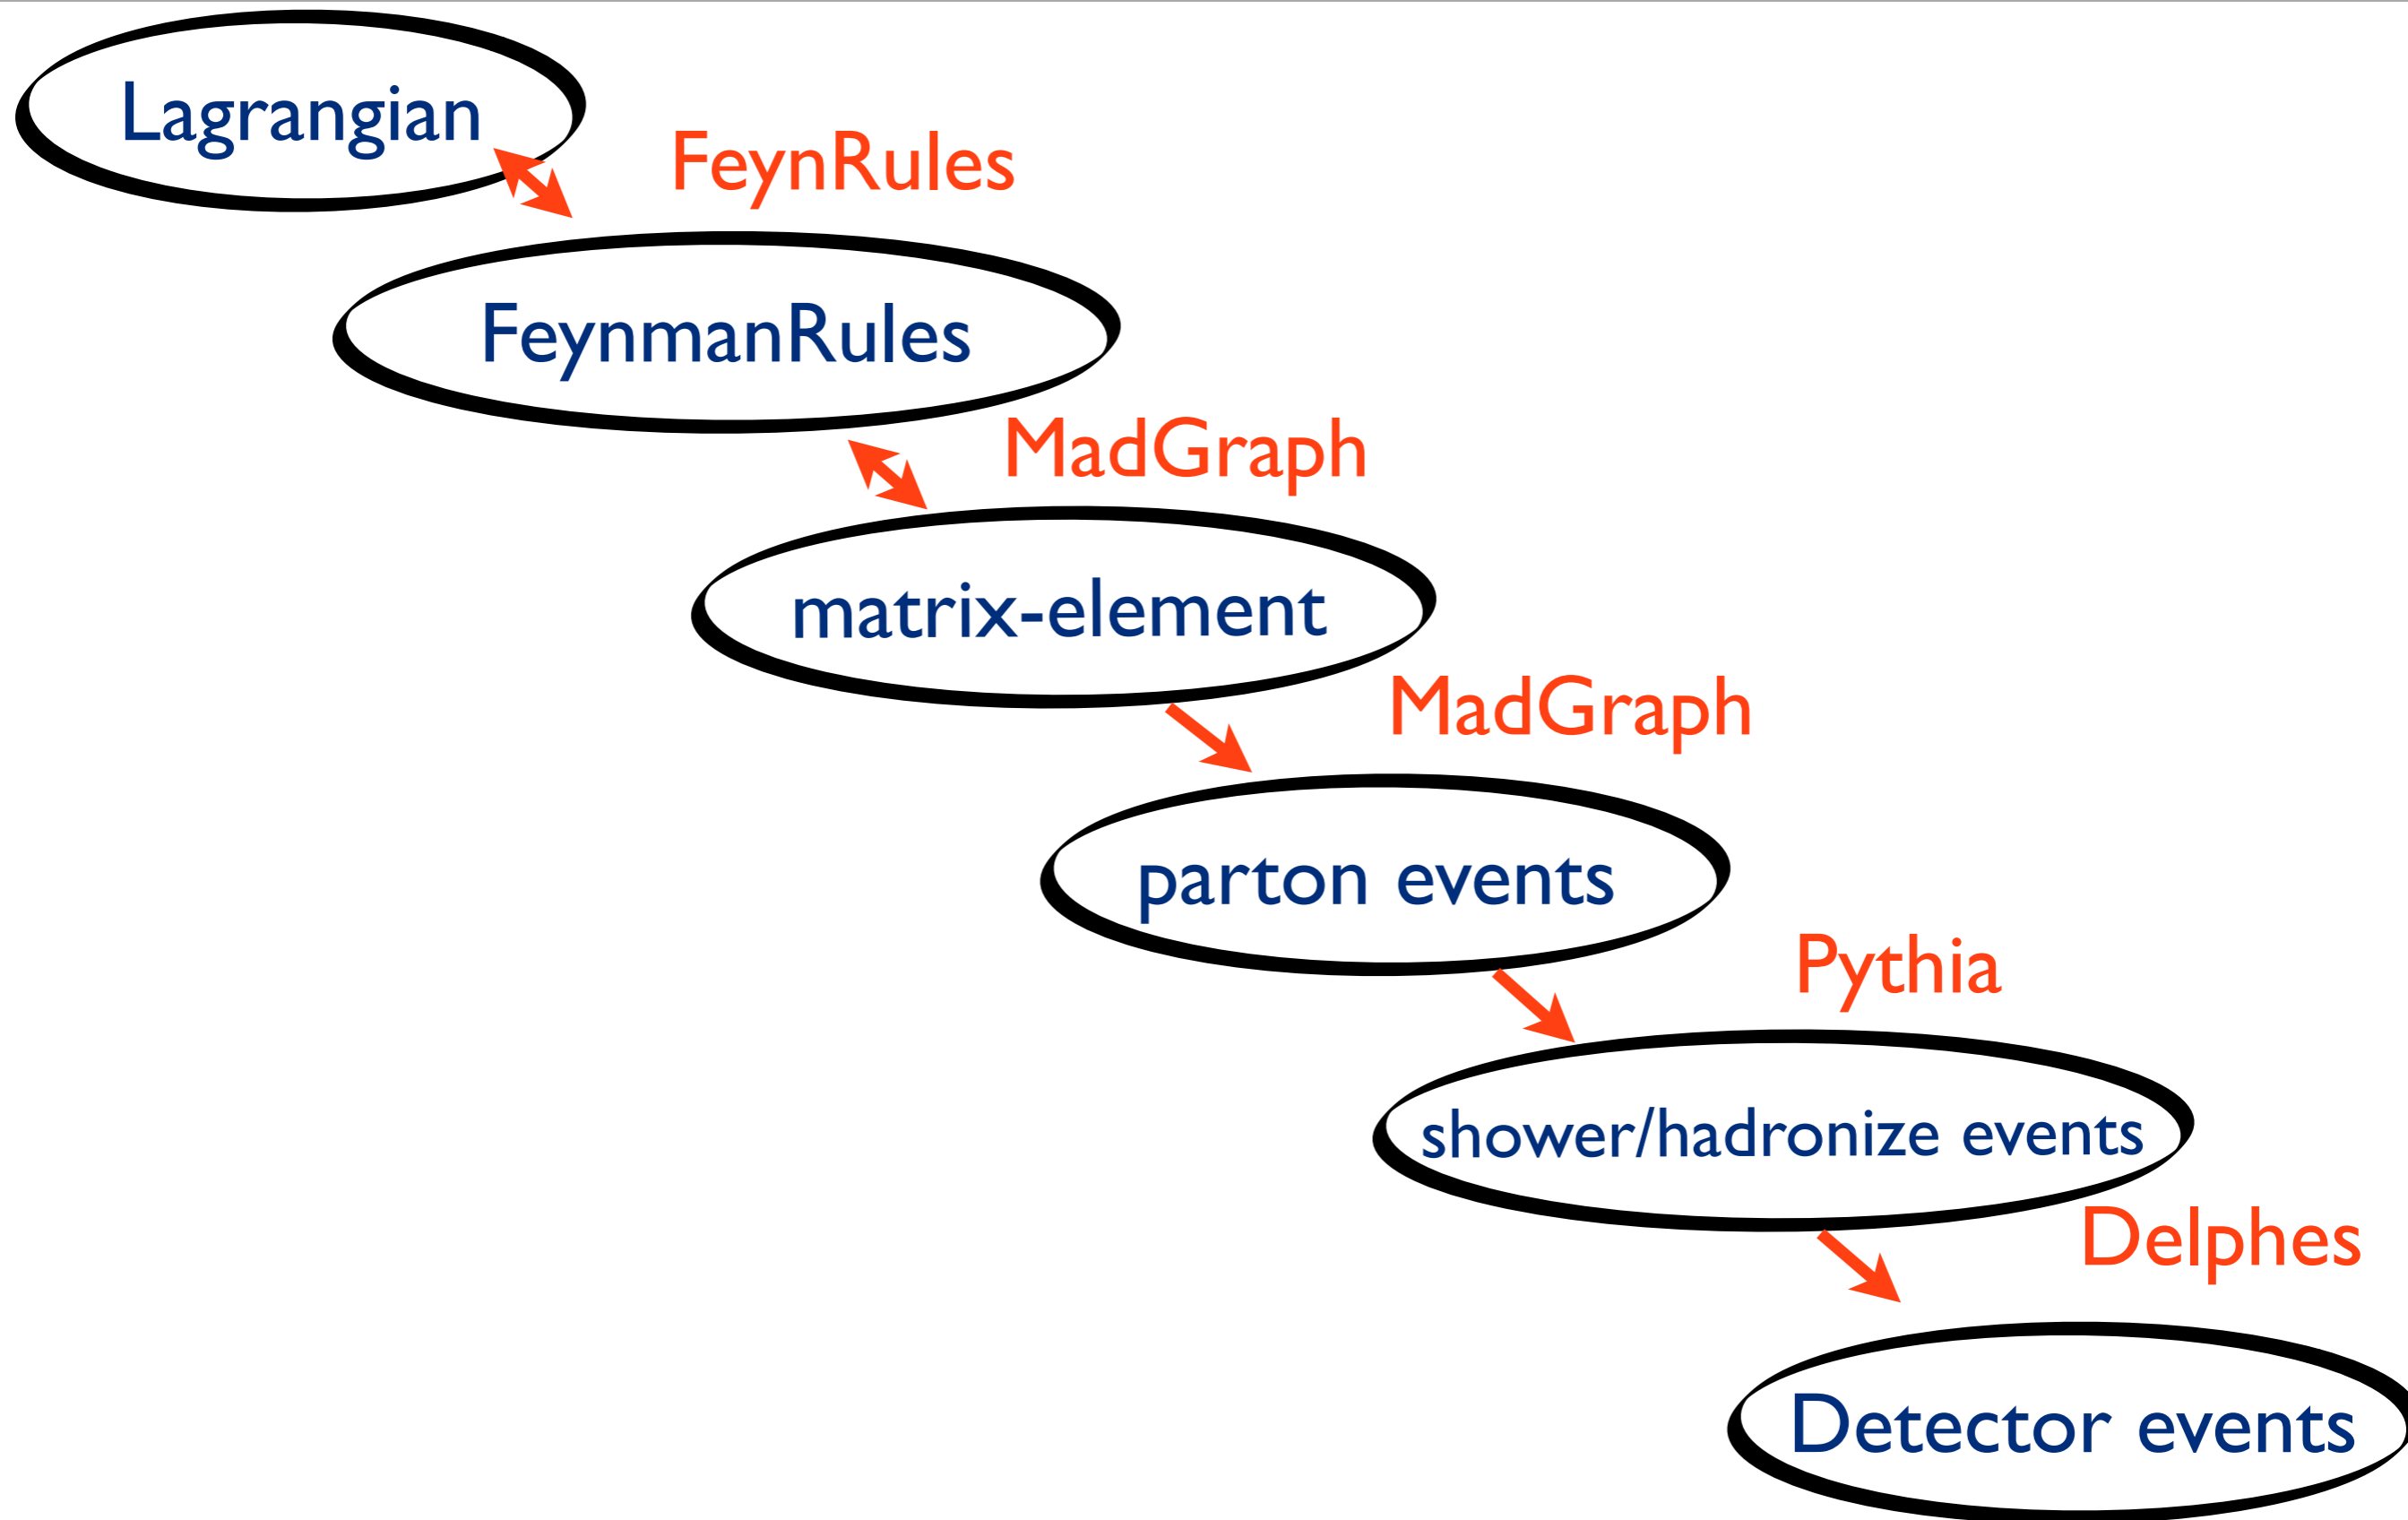 Lagrangian
FeynRules
FeynmanRules
MadGraph
matrix-element
MadGraph
parton events
Pythia
shower/hadronize events
Delphes
Detector events